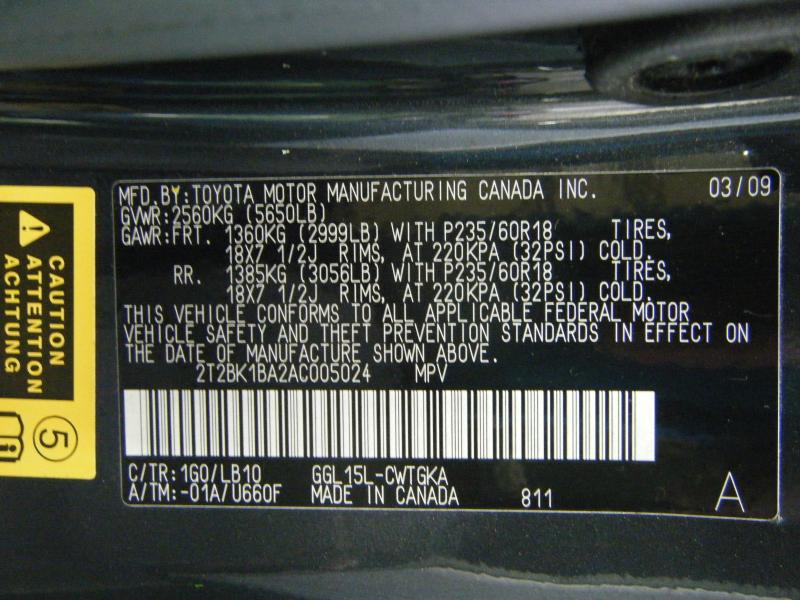 MFD.BY:TOYOTA MOTOR MANUFACTURING CANADA INC. 03/09
GVWR:2560KG (5650LB)
GAWR:FRT. 1360KG (2999LB) WITH P235/60R18 TIRES,
18X7 1/2J RIMS, AT 220KPA (32PSI) COLD.
RR. 1385KG (3056LB) WITH P235/60R18 TIRES,
18X7 1/2J RIMS, AT 220KPA (32PSI) COLD.
THIS VEHICLE CONFORMS TO ALL APPLICABLE FEDERAL MOTOR
VEHICLE SAFETY AND THEFT PREVENTION STANDARDS IN EFFECT ON
THE DATE OF MANUFACTURE SHOWN ABOVE.
2T2BK1BA2AC005024 MPV
C/TR:1G0/LB10 GGL15L-CWTGKA
A/TM:-01A/U660F MADE IN CANADA 811 A
CAUTION
ATTENTION
ACHTUNG
5